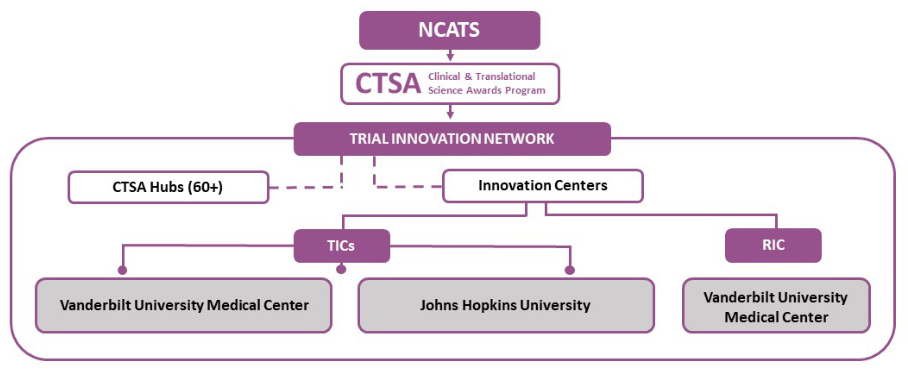 NCATS
CTSA Clinical & Translational
Science Awards Program
TRIAL INNOVATION NETWORK
CTSA Hubs (60+)
Innovation Centers
TICs
RIC
Vanderbilt University Medical Center
Johns Hopkins University
Vanderbilt University
Medical Center